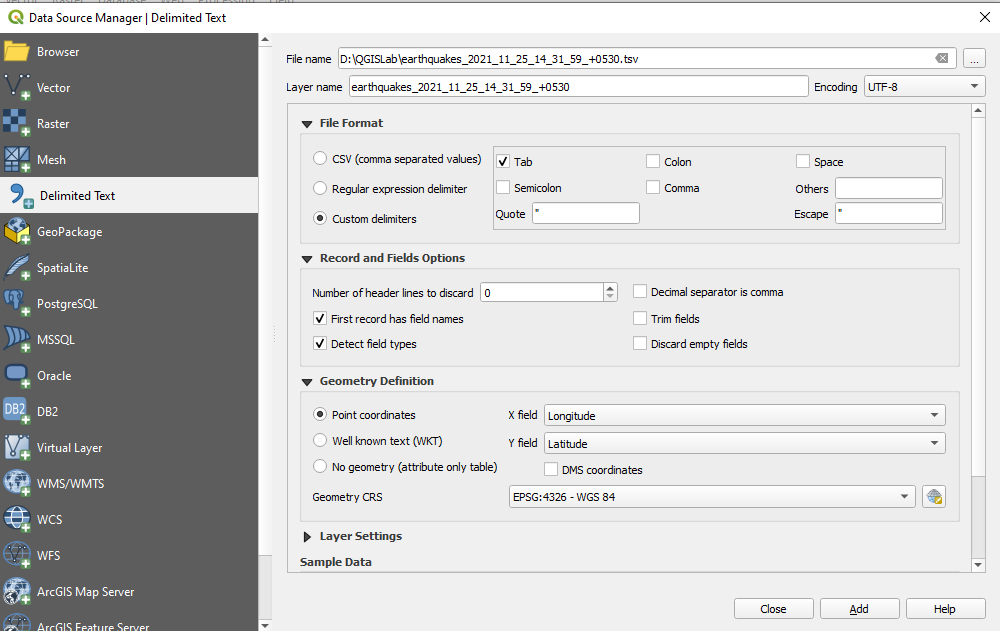 Data Source Manager | Delimited Text
Browser
Vector
Raster
Mesh
Delimited Text
GeoPackage
SpatiaLite
PostgreSQL
MSSQL
Oracle
DB2 DB2
Virtual Layer
WMS/WMTS
WCS
WFS
ArcGIS Map Server
ArcGIS Feature Server
File name D:\QGISLab\earthquakes_2021_11_25_14_31_59_+0530.tsv ...
Layer name earthquakes_2021_11_25_14_31_59_+0530 Encoding UTF-8
File Format
CSV (comma separated values)
Regular expression delimiter
Custom delimiters
Tab Colon Space
Semicolon Comma Others
Quote " Escape "
Record and Fields Options
Number of header lines to discard 0 Decimal separator is comma
First record has field names Trim fields
Detect field types Discard empty fields
Geometry Definition
Point coordinates X field Longitude
Well known text (WKT) Y field Latitude
No geometry (attribute only table) DMS coordinates
Geometry CRS EPSG:4326 - WGS 84
Layer Settings
Sample Data
Close Add Help